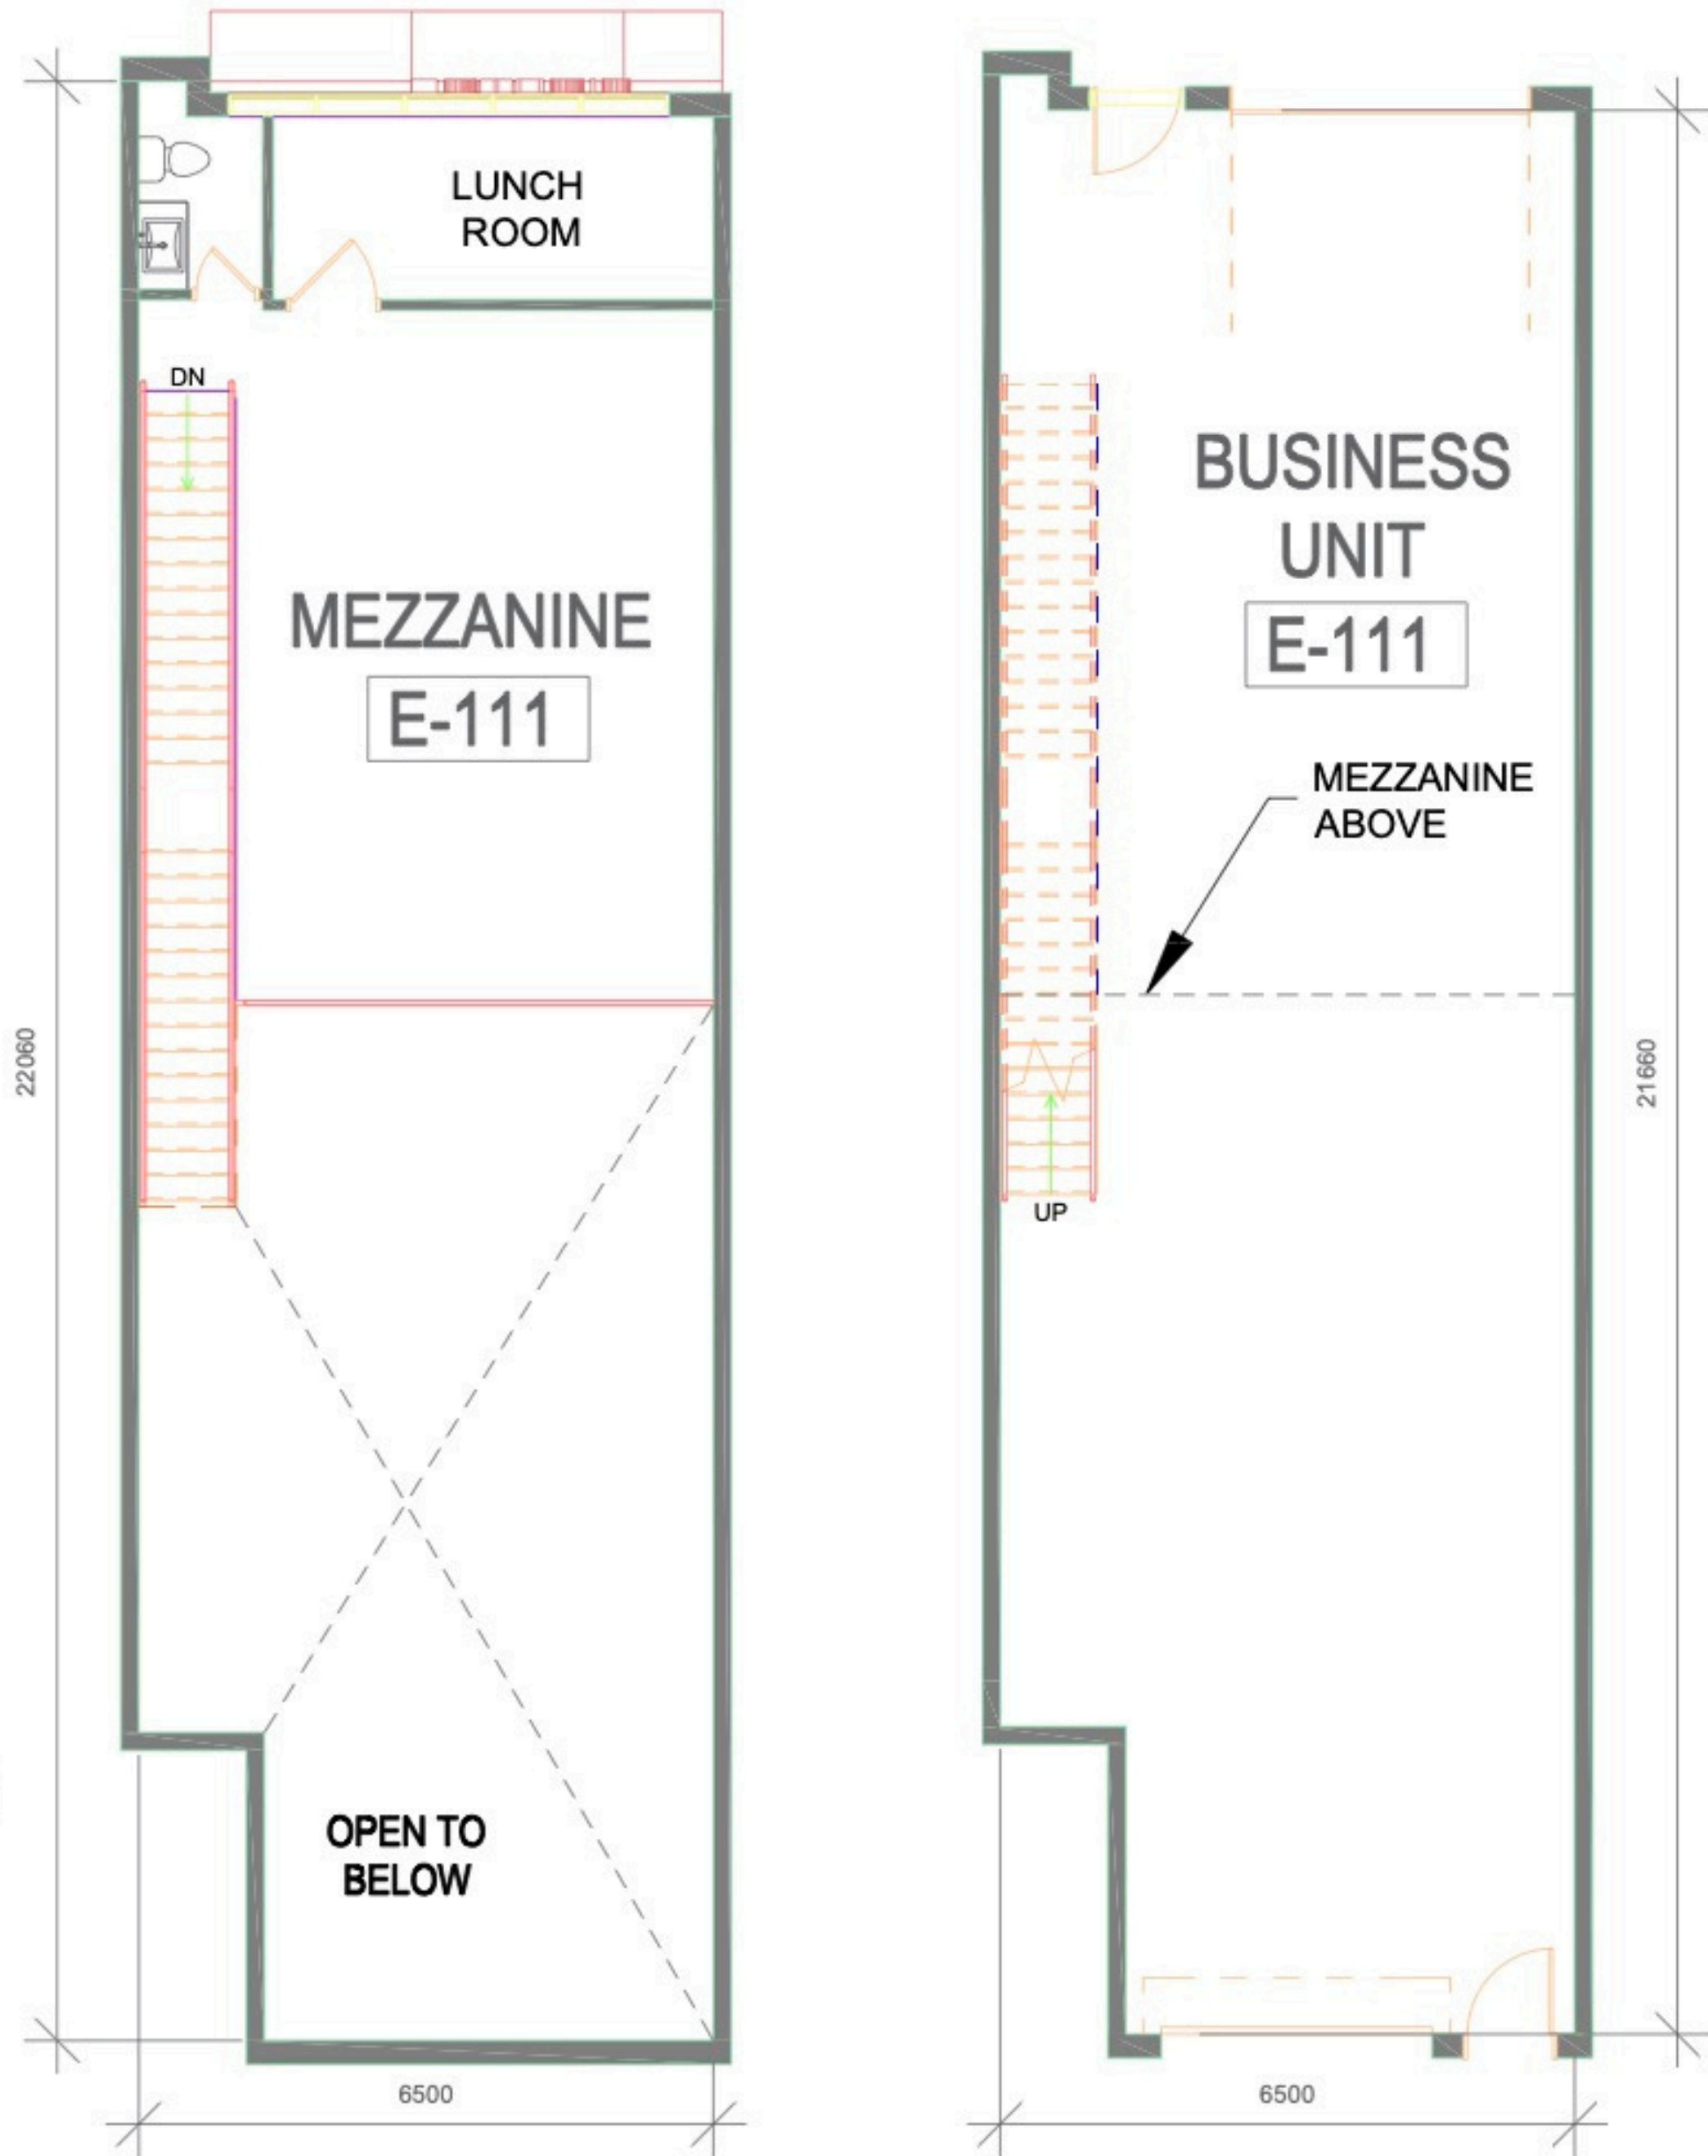 LUNCH
ROOM
DN
MEZZANINE
E-111
22060
OPEN TO
BELOW
6500
BUSINESS
UNIT
E-111
MEZZANINE
ABOVE
21660
UP
6500